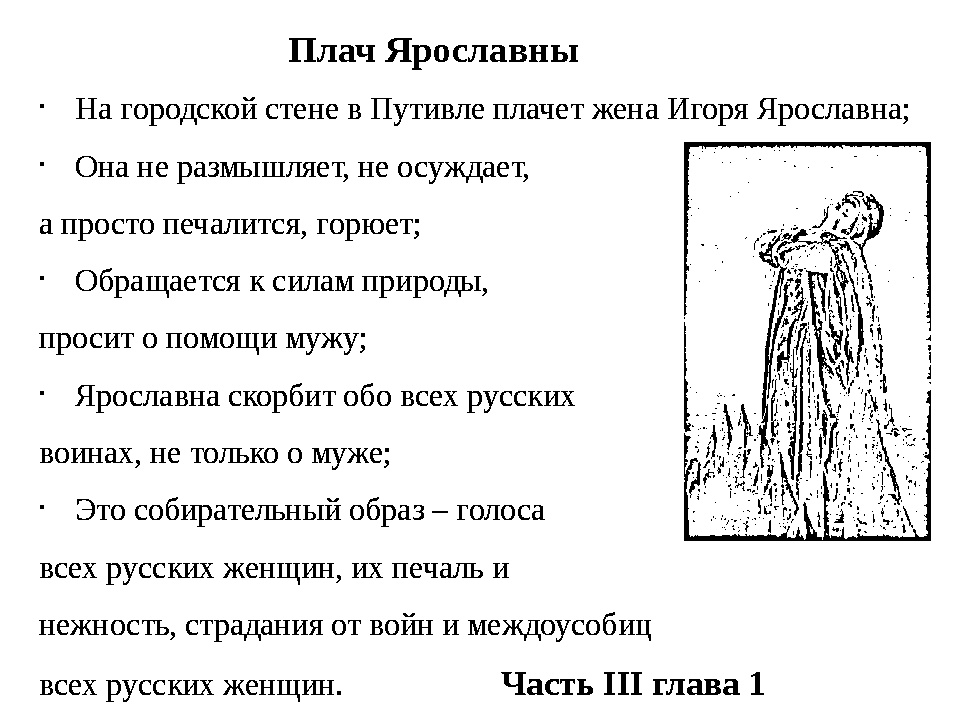 Плач Ярославны
· На городской стене в Путивле плачет жена Игоря Ярославна;
· Она не размышляет, не осуждает,
а просто печалится, горюет;
· Обращается к силам природы,
просит о помощи мужу;
· Ярославна скорбит обо всех русских
воинах, не только о муже;
· Это собирательный образ – голоса
всех русских женщин, их печаль и
нежность, страдания от войн и междоусобиц
всех русских женщин. Часть III глава 1